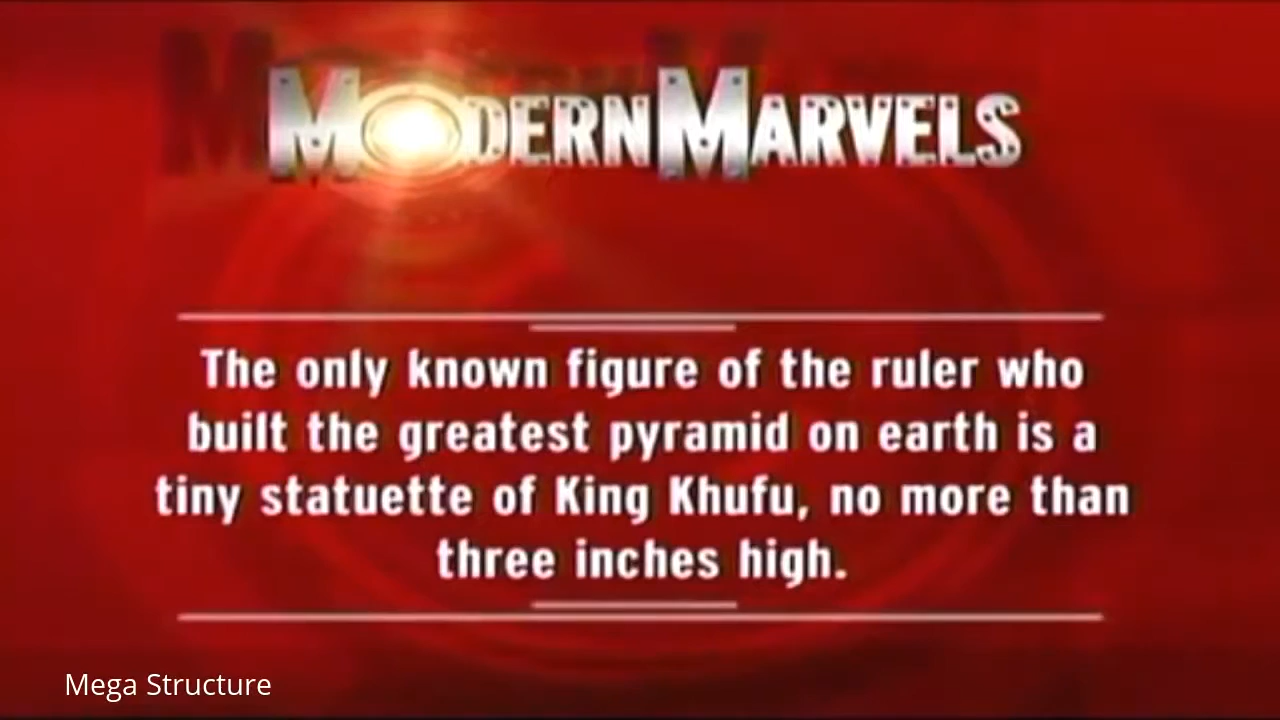 MODERN MARVELS
The only known figure of the ruler who
built the greatest pyramid on earth is a
tiny statuette of King Khufu, no more than
three inches high.
Mega Structure